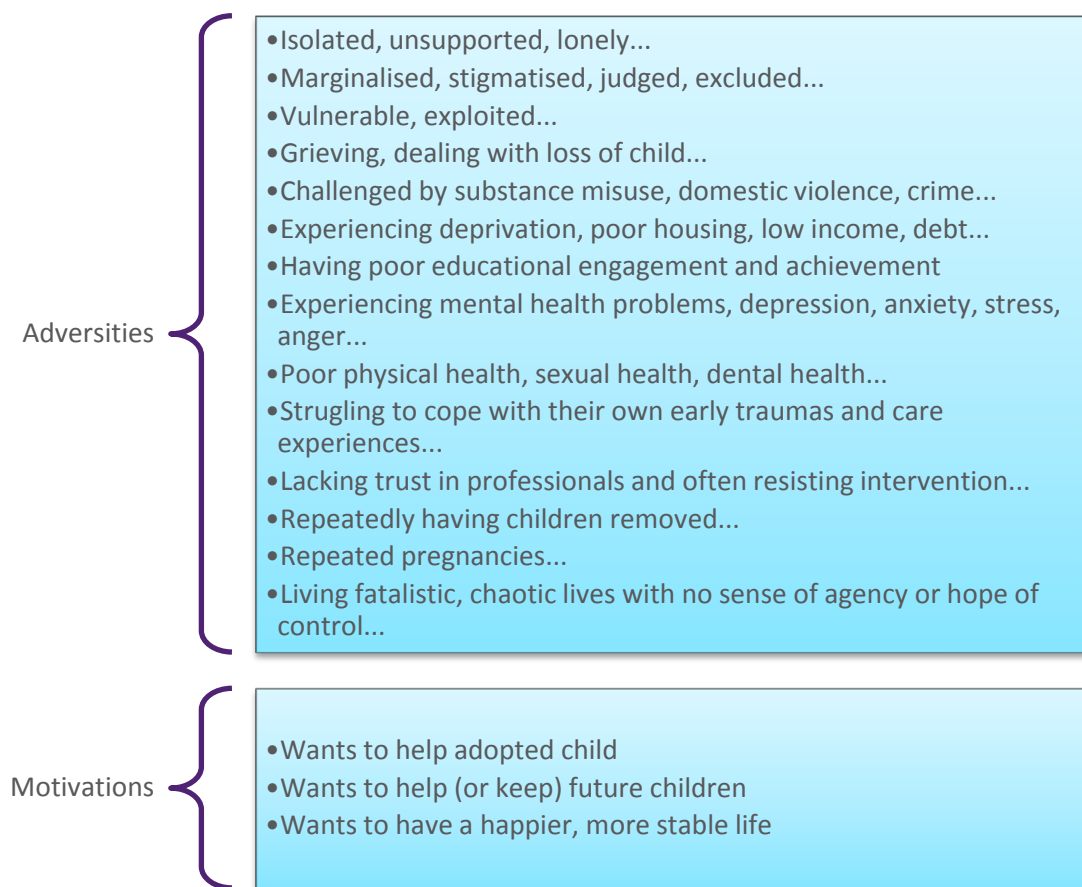 Adversities
•Isolated, unsupported, lonely...
•Marginalised, stigmatised, judged, excluded...
•Vulnerable, exploited...
•Grieving, dealing with loss of child...
•Challenged by substance misuse, domestic violence, crime...
•Experiencing deprivation, poor housing, low income, debt...
•Having poor educational engagement and achievement
•Experiencing mental health problems, depression, anxiety, stress,
anger...
•Poor physical health, sexual health, dental health...
•Strugling to cope with their own early traumas and care
experiences...
•Lacking trust in professionals and often resisting intervention...
•Repeatedly having children removed...
•Repeated pregnancies...
•Living fatalistic, chaotic lives with no sense of agency or hope of
control...
Motivations
•Wants to help adopted child
•Wants to help (or keep) future children
•Wants to have a happier, more stable life